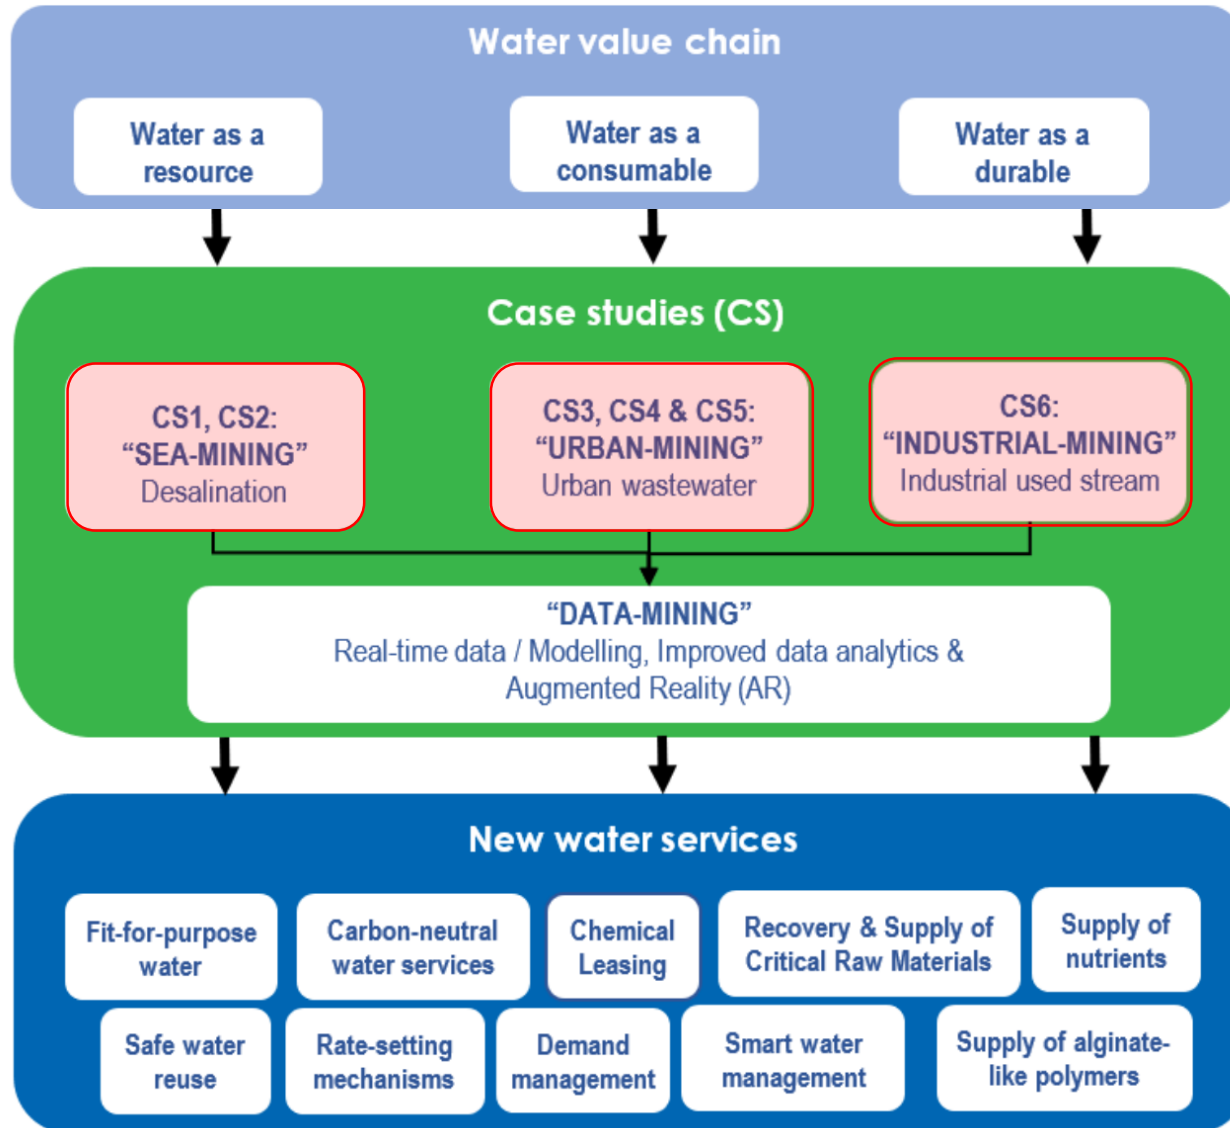 Water value chain
Water as a
resource
Water as a
consumable
Water as a
durable
Case studies (CS)
CS1, CS2:
“SEA-MINING”
Desalination
CS3, CS4 & CS5:
“URBAN-MINING”
Urban wastewater
CS6:
“INDUSTRIAL-MINING”
Industrial used stream
“DATA-MINING”
Real-time data / Modelling, Improved data analytics &
Augmented Reality (AR)
New water services
Fit-for-purpose
water
Carbon-neutral
water services
Chemical
Leasing
Recovery & Supply of
Critical Raw Materials
Supply of
nutrients
Safe water
reuse
Rate-setting
mechanisms
Demand
management
Smart water
management
Supply of alginate-
like polymers